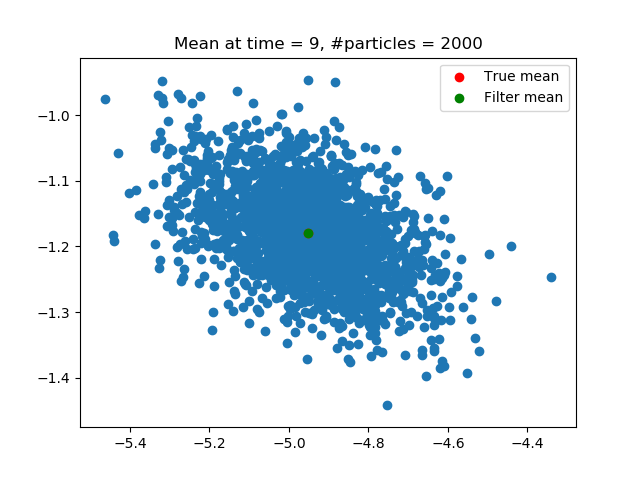 Mean at time = 9, #particles = 2000
True mean
Filter mean
−1.0
−1.1
−1.2
−1.3
−1.4
−5.4 −5.2 −5.0 −4.8 −4.6 −4.4